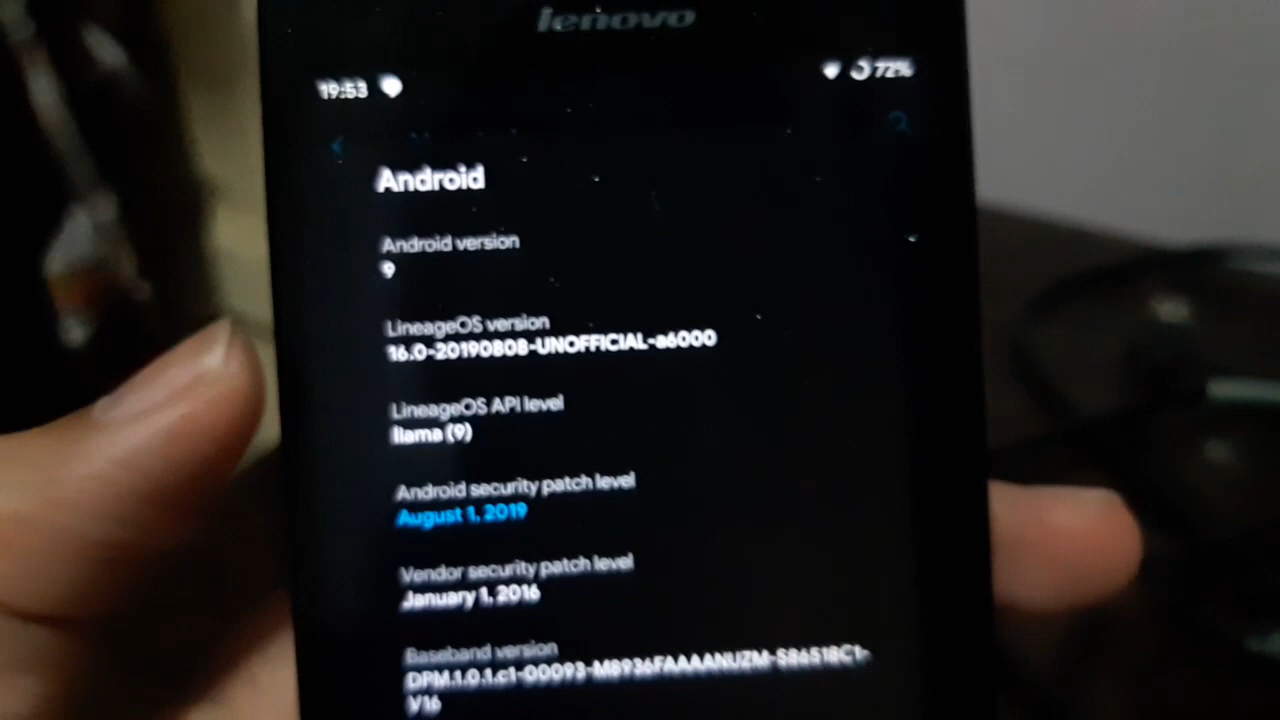 lenovo
19:53
72%
Android
Android version
9
LineageOS version
16.0-20190808-UNOFFICIAL-a6000
LineageOS API level
llama (9)
Android security patch level
August 1, 2019
Vendor security patch level
January 1, 2016
Baseband version
DPM.1.0.1.c1-00093-M8936FAAAANUZM-S86518C1-
V16